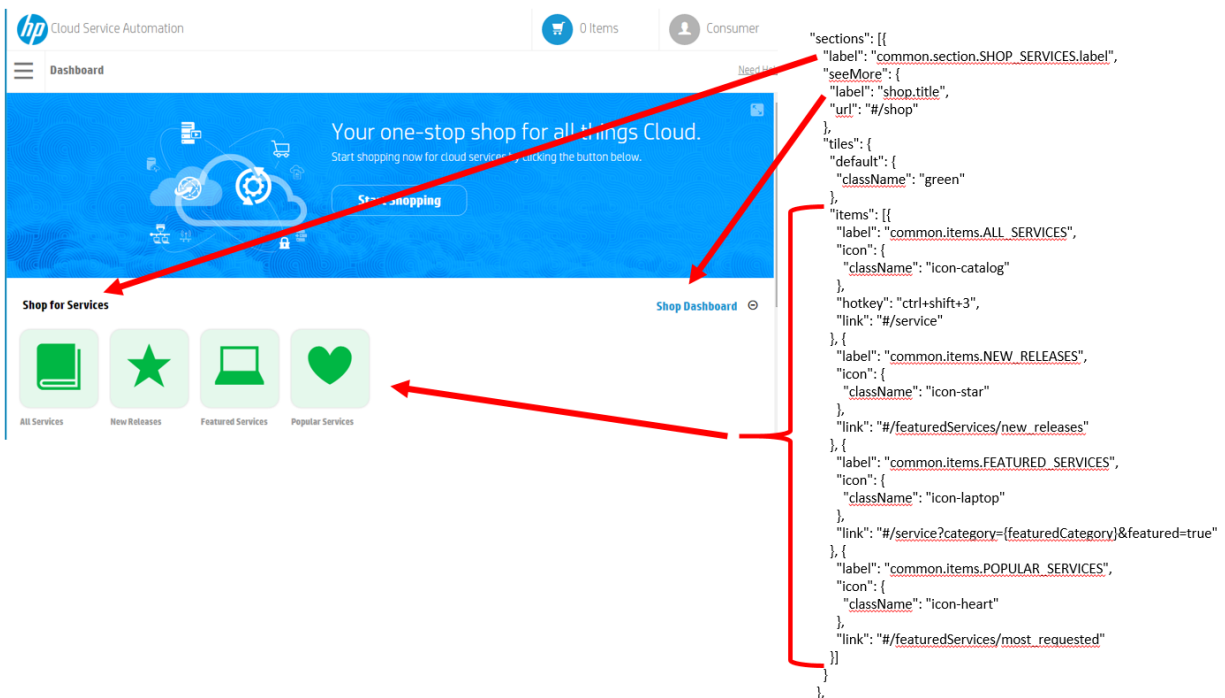 hp Cloud Service Automation
0 Items
Consumer
Dashboard
Need Hel
Your one-stop shop for all things Cloud.
Start shopping now for cloud services by clicking the button below.
Start Shopping
Shop for Services
Shop Dashboard
All Services
New Releases
Featured Services
Popular Services
"sections": [{
"label": "common.section.SHOP_SERVICES.label",
"seeMore": {
"label": "shop.title",
"url": "#/shop"
},
"tiles": {
"default": {
"className": "green"
},
"items": [{
"label": "common.items.ALL_SERVICES",
"icon": {
"className": "icon-catalog"
},
"hotkey": "ctrl+shift+3",
"link": "#/service"
}, {
"label": "common.items.NEW_RELEASES",
"icon": {
"className": "icon-star"
},
"link": "#/featuredServices/new_releases"
}, {
"label": "common.items.FEATURED_SERVICES",
"icon": {
"className": "icon-laptop"
},
"link": "#/service?category={featuredCategory}&featured=true"
}, {
"label": "common.items.POPULAR_SERVICES",
"icon": {
"className": "icon-heart"
},
"link": "#/featuredServices/most_requested"
}]
}
},